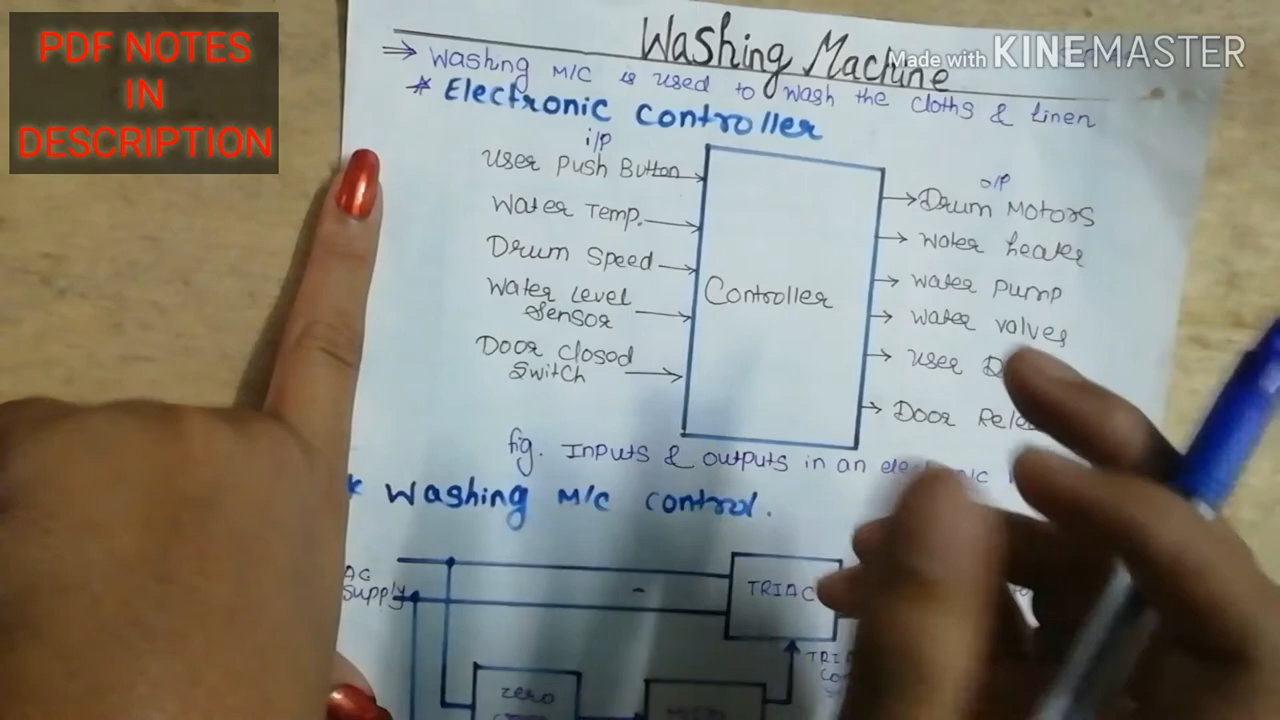 PDF NOTES
IN
DESCRIPTION
Made with KINEMASTER
Washing Machine
⇒ Washng M/C is used to wash the cloths & linen
* Electronic Controller
i/p
User Push Button
Water Temp.
Drum Speed
Water Level
Sensor
Door Closed
Switch
Controller
o/p
Drum Motors
Water heater
Water Pump
Water valves
User
Door
fig. Inputs & outputs in an
* Washing M/C control.
AC
Supply
TRIAC
zero